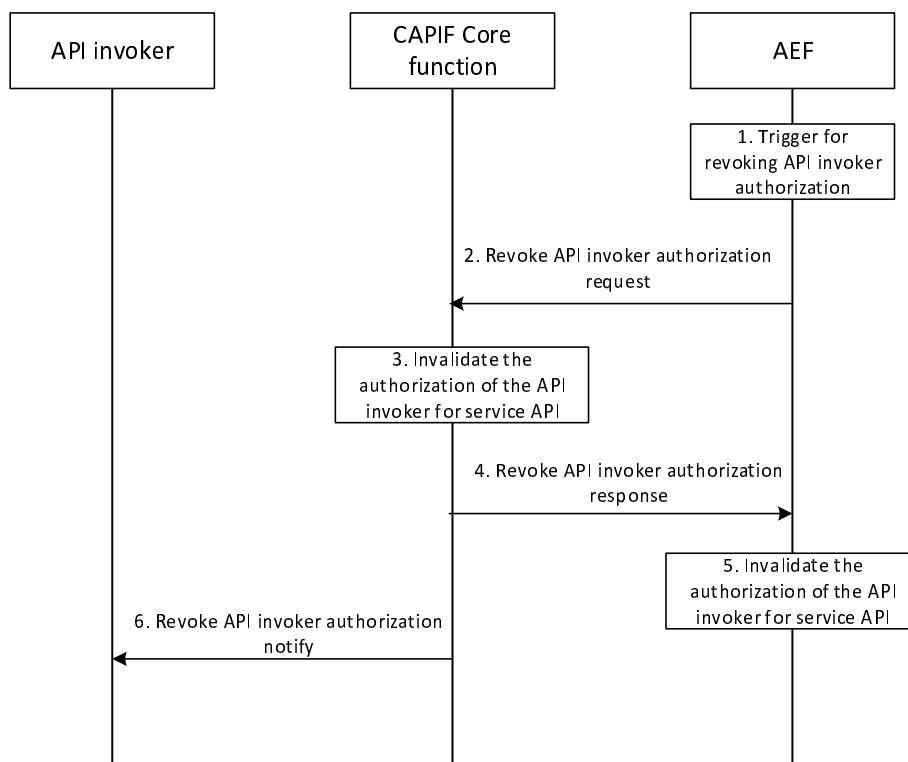 API invoker
CAPIF Core
function
AEF
1. Trigger for
revoking API invoker
authorization
2. Revoke API invoker authorization
request
3. Invalidate the
authorization of the API
invoker for service API
4. Revoke API invoker authorization
response
5. Invalidate the
authorization of the API
invoker for service API
6. Revoke API invoker authorization
notify